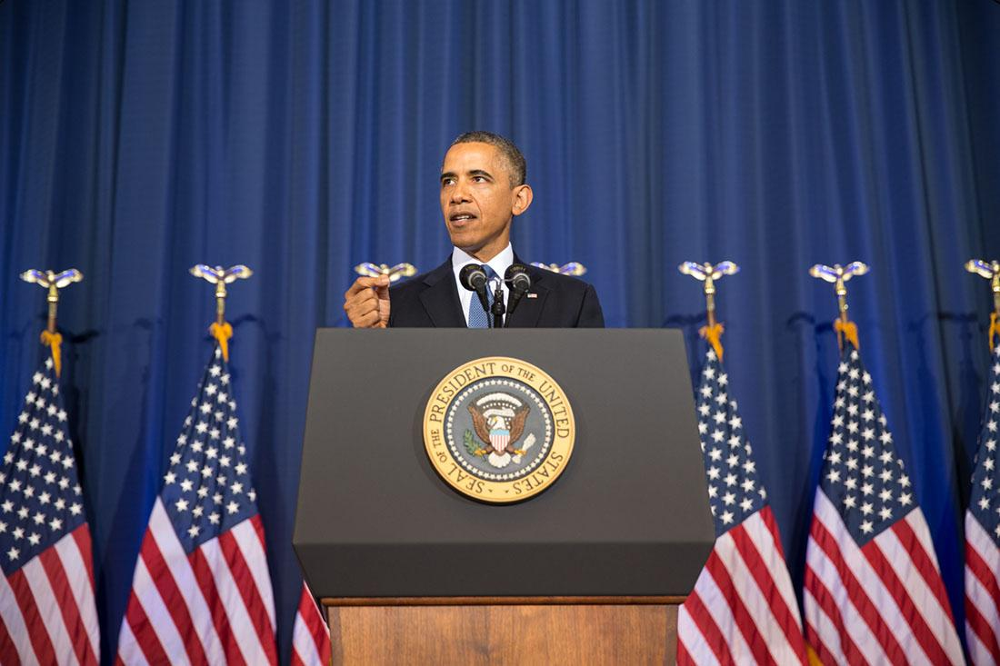 SEAL OF THE PRESIDENT OF THE UNITED STATES